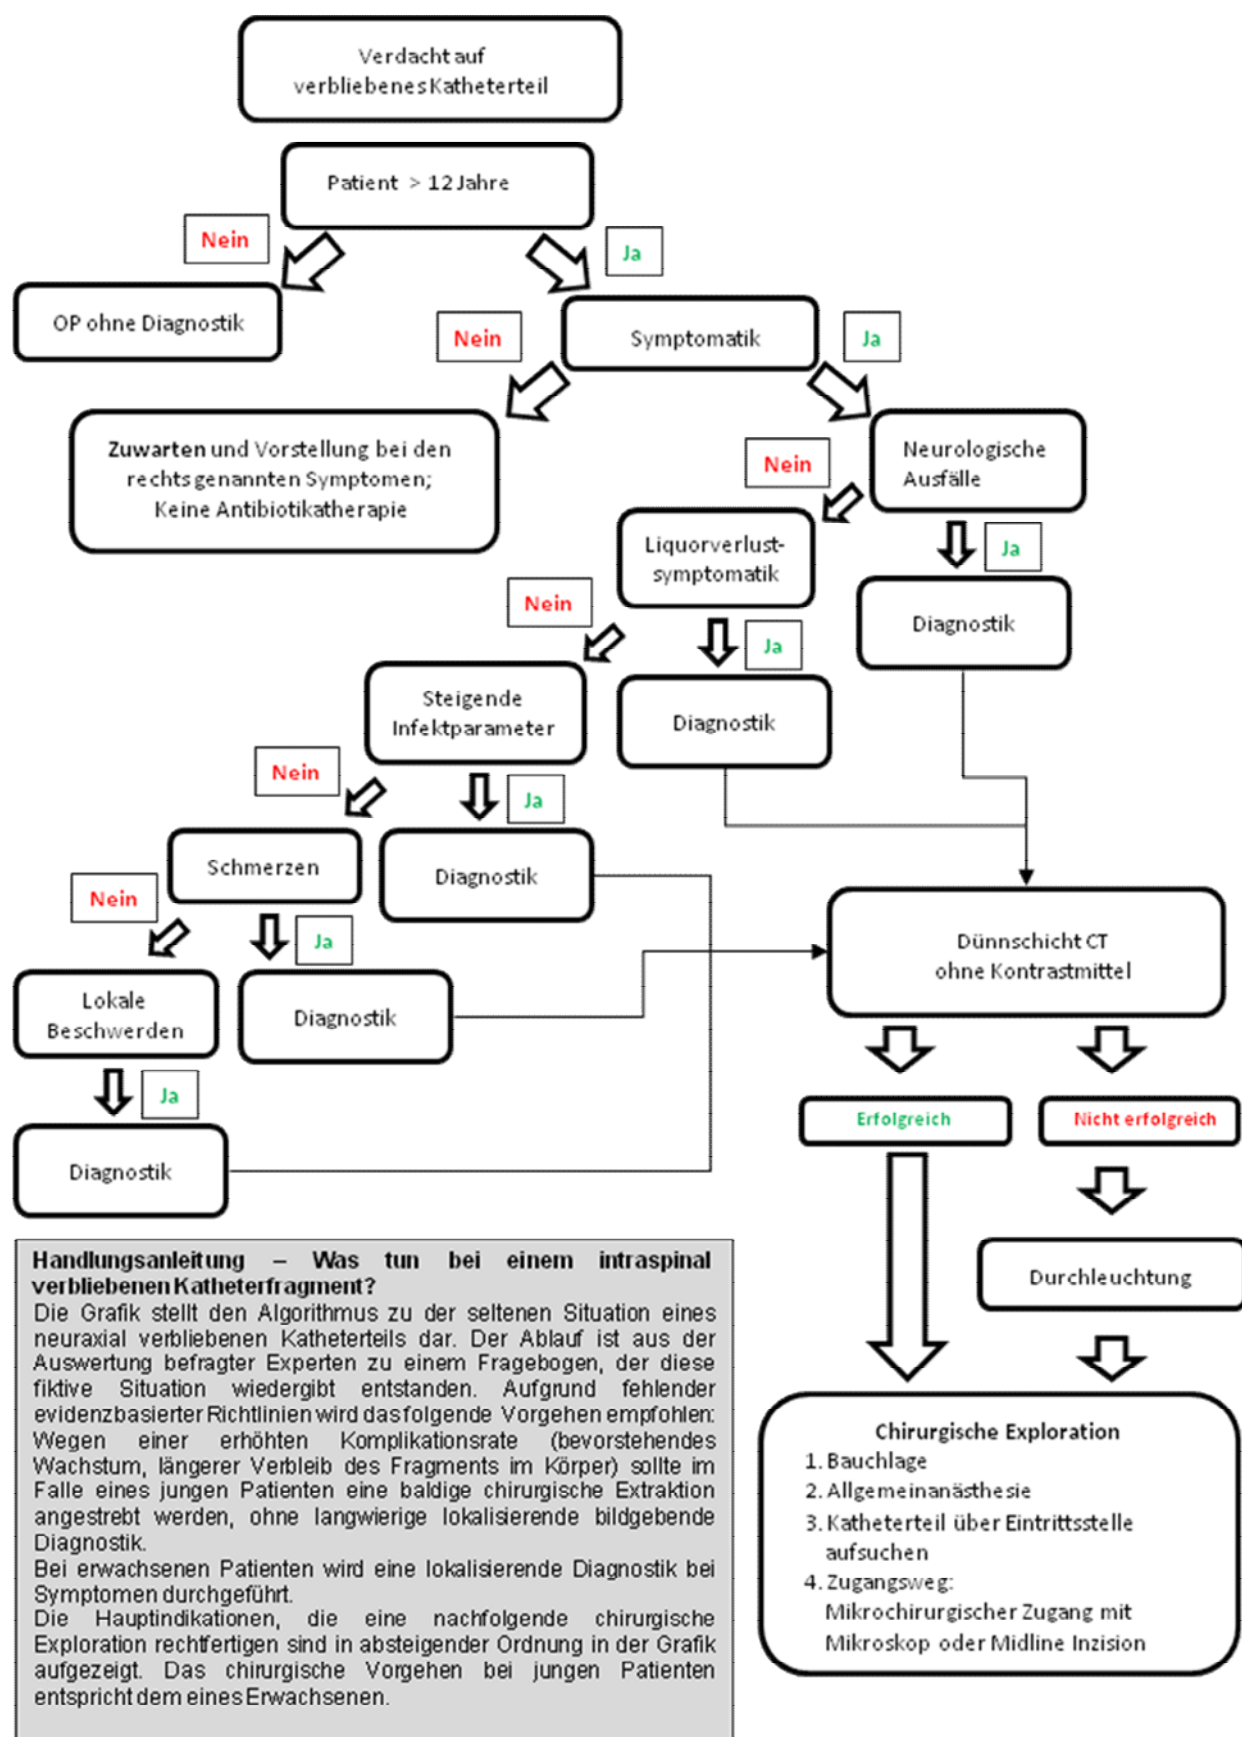 Verdacht auf
verbliebenes Katheterteil
Patient > 12 Jahre
Nein
Ja
OP ohne Diagnostik
Nein
Symptomatik
Ja
Zuwarten und Vorstellung bei den
rechts genannten Symptomen;
Keine Antibiotikatherapie
Nein
Neurologische
Ausfälle
Liquorverlust-
symptomatik
Ja
Nein
Diagnostik
Ja
Steigende
Infektparameter
Diagnostik
Nein
Ja
Schmerzen
Diagnostik
Nein
Ja
Dünnschicht CT
ohne Kontrastmittel
Lokale
Beschwerden
Diagnostik
Ja
Erfolgreich
Nicht erfolgreich
Diagnostik
Durchleuchtung
Handlungsanleitung – Was tun bei einem intraspinal
verbliebenen Katheterfragment?
Die Grafik stellt den Algorithmus zu der seltenen Situation eines
neuraxial verbliebenen Katheterteils dar. Der Ablauf ist aus der
Auswertung befragter Experten zu einem Fragebogen, der diese
fiktive Situation wiedergibt entstanden. Aufgrund fehlender
evidenzbasierter Richtlinien wird das folgende Vorgehen empfohlen:
Wegen einer erhöhten Komplikationsrate (bevorstehendes
Wachstum, längerer Verbleib des Fragments im Körper) sollte im
Falle eines jungen Patienten eine baldige chirurgische Extraktion
angestrebt werden, ohne langwierige lokalisierende bildgebende
Diagnostik.
Bei erwachsenen Patienten wird eine lokalisierende Diagnostik bei
Symptomen durchgeführt.
Die Hauptindikationen, die eine nachfolgende chirurgische
Exploration rechtfertigen sind in absteigender Ordnung in der Grafik
aufgezeigt. Das chirurgische Vorgehen bei jungen Patienten
entspricht dem eines Erwachsenen.
Chirurgische Exploration
1. Bauchlage
2. Allgemeinanästhesie
3. Katheterteil über Eintrittsstelle
aufsuchen
4. Zugangsweg:
Mikrochirurgischer Zugang mit
Mikroskop oder Midline Inzision